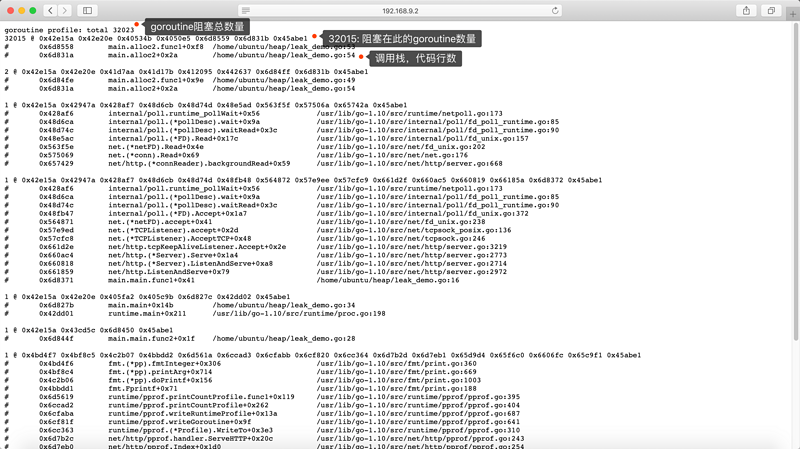 192.168.9.2
goroutine profile: total 32023
goroutine阻塞总数量
32015 @ 0x42e15a 0x42e20e 0x40534b 0x4050e5 0x6d8559 0x6d831b 0x45abe1
32015: 阻塞在此的goroutine数量
# 0x6d8558 main.alloc2.func1+0xf8 /home/ubuntu/heap/leak_demo.go:53
# 0x6d831a main.alloc2+0x2a /home/ubuntu/heap/leak_demo.go:54
调用栈，代码行数
2 @ 0x42e15a 0x42e20e 0x41d7aa 0x41d17b 0x412095 0x442637 0x6d84ff 0x6d831b 0x45abe1
# 0x6d84fe main.alloc2.func1+0x9e /home/ubuntu/heap/leak_demo.go:49
# 0x6d831a main.alloc2+0x2a /home/ubuntu/heap/leak_demo.go:54
1 @ 0x42e15a 0x42947a 0x428af7 0x48d6cb 0x48d74d 0x48e5ad 0x563f5f 0x57506a 0x65742a 0x45abe1
# 0x428af6 internal/poll.runtime_pollWait+0x56 /usr/lib/go-1.10/src/runtime/netpoll.go:173
# 0x48d6ca internal/poll.(*pollDesc).wait+0x9a /usr/lib/go-1.10/src/internal/poll/fd_poll_runtime.go:85
# 0x48d74c internal/poll.(*pollDesc).waitRead+0x3c /usr/lib/go-1.10/src/internal/poll/fd_poll_runtime.go:90
# 0x48e5ac internal/poll.(*FD).Read+0x17c /usr/lib/go-1.10/src/internal/poll/fd_unix.go:157
# 0x563f5e net.(*netFD).Read+0x4e /usr/lib/go-1.10/src/net/fd_unix.go:202
# 0x575069 net.(*conn).Read+0x69 /usr/lib/go-1.10/src/net/net.go:176
# 0x657429 net/http.(*connReader).backgroundRead+0x59 /usr/lib/go-1.10/src/net/http/server.go:668
1 @ 0x42e15a 0x42947a 0x428af7 0x48d6cb 0x48d74d 0x48fb48 0x564872 0x57e9ee 0x57cfc9 0x661d2f 0x660ac5 0x660819 0x66185a 0x6d8372 0x45abe1
# 0x428af6 internal/poll.runtime_pollWait+0x56 /usr/lib/go-1.10/src/runtime/netpoll.go:173
# 0x48d6ca internal/poll.(*pollDesc).wait+0x9a /usr/lib/go-1.10/src/internal/poll/fd_poll_runtime.go:85
# 0x48d74c internal/poll.(*pollDesc).waitRead+0x3c /usr/lib/go-1.10/src/internal/poll/fd_poll_runtime.go:90
# 0x48fb47 internal/poll.(*FD).Accept+0x1a7 /usr/lib/go-1.10/src/internal/poll/fd_unix.go:372
# 0x564871 net.(*netFD).accept+0x41 /usr/lib/go-1.10/src/net/fd_unix.go:238
# 0x57e9ed net.(*TCPListener).accept+0x2d /usr/lib/go-1.10/src/net/tcpsock_posix.go:136
# 0x57cfc8 net.(*TCPListener).AcceptTCP+0x48 /usr/lib/go-1.10/src/net/tcpsock.go:246
# 0x661d2e net/http.tcpKeepAliveListener.Accept+0x2e /usr/lib/go-1.10/src/net/http/server.go:3219
# 0x660ac4 net/http.(*Server).Serve+0x1a4 /usr/lib/go-1.10/src/net/http/server.go:2773
# 0x660818 net/http.(*Server).ListenAndServe+0xa8 /usr/lib/go-1.10/src/net/http/server.go:2714
# 0x661859 net/http.ListenAndServe+0x79 /usr/lib/go-1.10/src/net/http/server.go:2972
# 0x6d8371 main.main.func1+0x41 /home/ubuntu/heap/leak_demo.go:16
1 @ 0x42e15a 0x42e20e 0x405fa2 0x405c9b 0x6d827c 0x42dd02 0x45abe1
# 0x6d827b main.main+0x14b /home/ubuntu/heap/leak_demo.go:34
# 0x42dd01 runtime.main+0x211 /usr/lib/go-1.10/src/runtime/proc.go:198
1 @ 0x42e15a 0x43cd5c 0x6d8450 0x45abe1
# 0x6d844f main.main.func2+0x1f /home/ubuntu/heap/leak_demo.go:28
1 @ 0x4bd4f7 0x4bf8c5 0x4c2b07 0x4bbdd2 0x6d561a 0x6ccad3 0x6cfabb 0x6cf820 0x6cc364 0x6d7b2d 0x6d7eb1 0x65d9d4 0x65f6c0 0x6606fc 0x65c9f1 0x45abe1
# 0x4bd4f6 fmt.(*pp).fmtInteger+0x306 /usr/lib/go-1.10/src/fmt/print.go:360
# 0x4bf8c4 fmt.(*pp).printArg+0x714 /usr/lib/go-1.10/src/fmt/print.go:669
# 0x4c2b06 fmt.(*pp).doPrintf+0x156 /usr/lib/go-1.10/src/fmt/print.go:1003
# 0x4bbdd1 fmt.Fprintf+0x71 /usr/lib/go-1.10/src/fmt/print.go:188
# 0x6d5619 runtime/pprof.printCountProfile.func1+0x119 /usr/lib/go-1.10/src/runtime/pprof/pprof.go:395
# 0x6ccad2 runtime/pprof.printCountProfile+0x262 /usr/lib/go-1.10/src/runtime/pprof/pprof.go:404
# 0x6cfaba runtime/pprof.writeRuntimeProfile+0x13a /usr/lib/go-1.10/src/runtime/pprof/pprof.go:687
# 0x6cf81f runtime/pprof.writeGoroutine+0x9f /usr/lib/go-1.10/src/runtime/pprof/pprof.go:641
# 0x6cc363 runtime/pprof.(*Profile).WriteTo+0x3e3 /usr/lib/go-1.10/src/runtime/pprof/pprof.go:310
# 0x6d7b2c net/http/pprof.handler.ServeHTTP+0x20c /usr/lib/go-1.10/src/net/http/pprof/pprof.go:243
# 0x6d7eb0 net/http/pprof.Index+0x1d0 /usr/lib/go-1.10/src/net/http/pprof/pprof.go:254